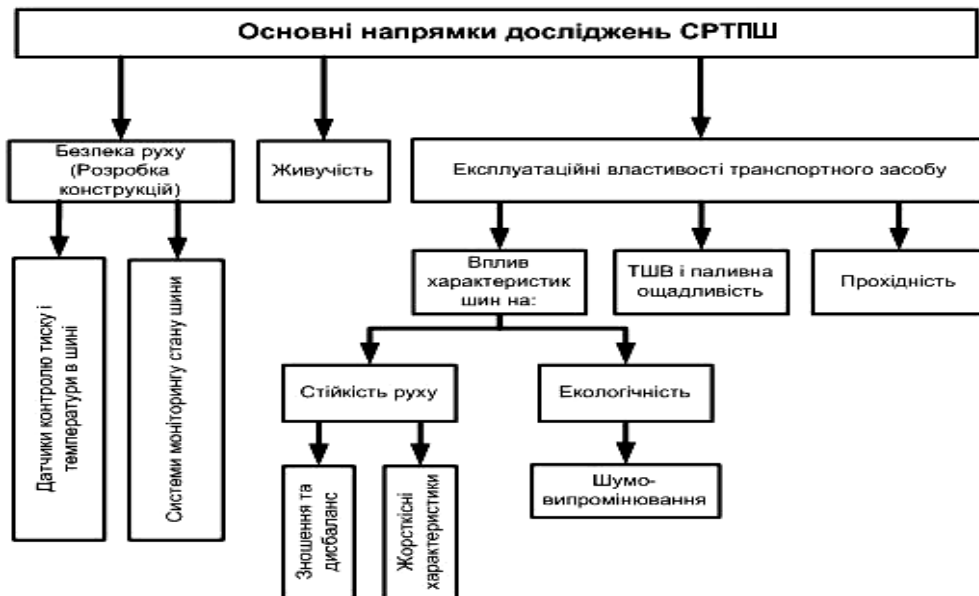 Основні напрямки досліджень СРТПШ
Безпека руху
(Розробка
конструкцій)
Живучість
Експлуатаційні властивості транспортного засобу
Датчики контролю тиску і
температури в шині
Системи моніторингу стану шини
Вплив
характеристик
шин на:
ТШВ і паливна
ощадливість
Прохідність
Стійкість руху
Екологічність
Зношення та
дисбаланс
Жорсткісні
характеристики
Шумо-
випромінювання